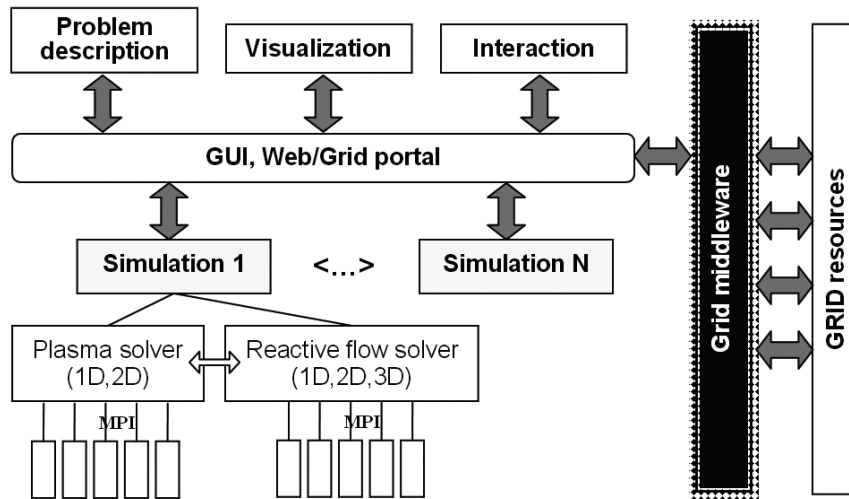 Problem
description
Visualization
Interaction
GUI, Web/Grid portal
Simulation 1
<...>
Simulation N
Plasma solver
(1D,2D)
Reactive flow solver
(1D,2D,3D)
MPI
MPI
Grid middleware
GRID resources